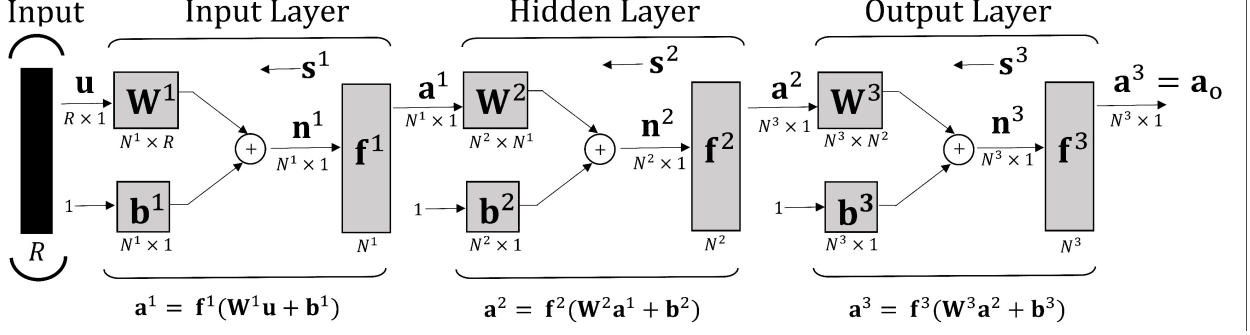 Input Input Layer Hidden Layer Output Layer
s¹ s² s³
u W¹ a¹ W² a² W³ a³ = aₒ
R × 1 N¹ × 1 N³ × 1 N³ × 1
N¹ × R n¹ N² × N¹ n² N³ × N² n³
+ f¹ + f² + f³
N¹ × 1 N² × 1 N³ × 1
1 b¹ 1 b² 1 b³
R N¹ × 1 N¹ N² × 1 N² N³ × 1 N³
a¹ = f¹(W¹u + b¹) a² = f²(W²a¹ + b²) a³ = f³(W³a² + b³)